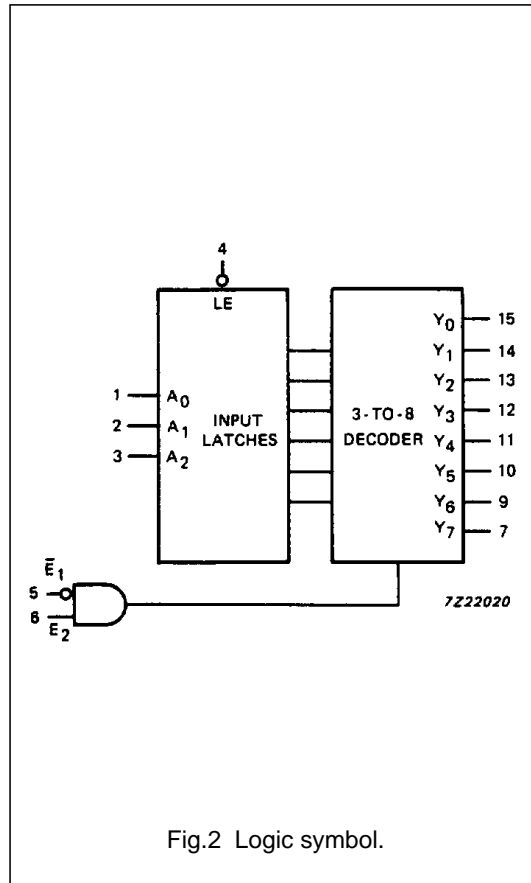 4
LE
1 A0
2 A1
3 A2
INPUT
LATCHES
3-TO-8
DECODER
Y0 15
Y1 14
Y2 13
Y3 12
Y4 11
Y5 10
Y6 9
Y7 7
E̅1
5
6
E2
7Z22020
Fig.2 Logic symbol.